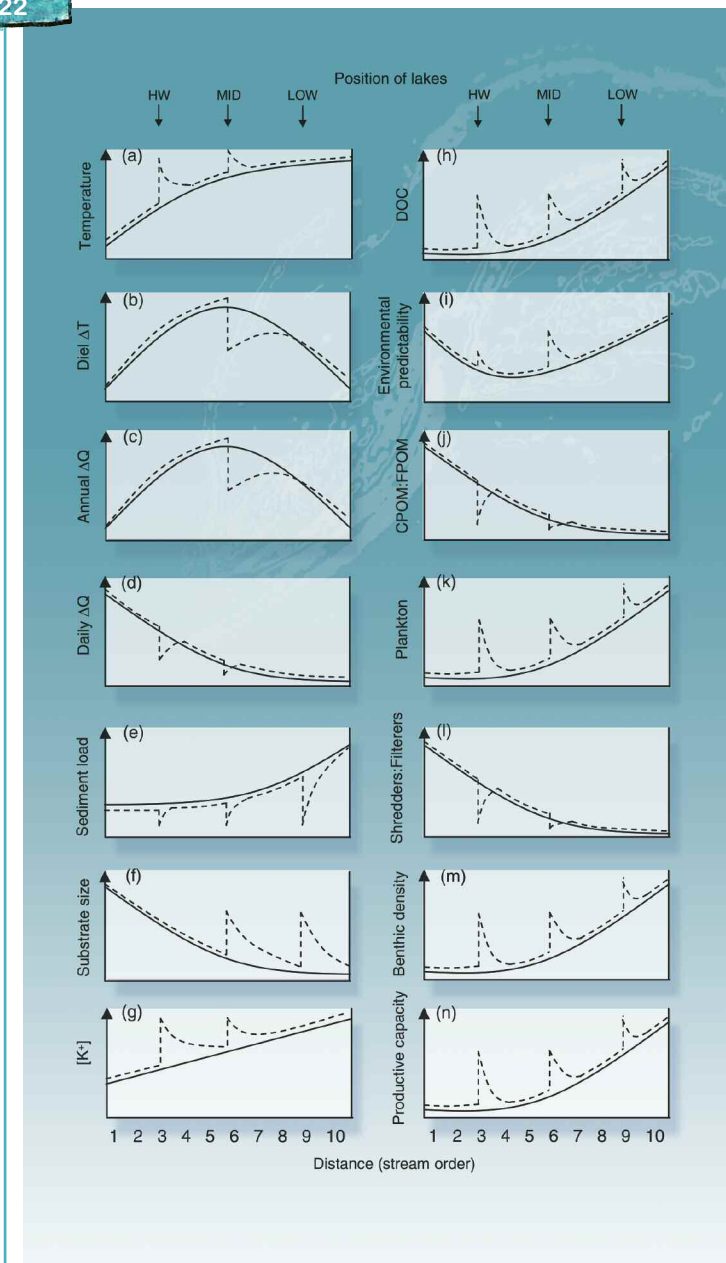 22
Position of lakes
HW MID LOW
HW MID LOW
(a)
Temperature
(b)
Diel ΔT
(c)
Annual ΔQ
(d)
Daily ΔQ
(e)
Sediment load
(f)
Substrate size
(g)
[K+]
1 2 3 4 5 6 7 8 9 10
(h)
DOC
(i)
Environmental
predictability
(j)
CPOM:FPOM
(k)
Plankton
(l)
Shredders:Filterers
(m)
Benthic density
(n)
Productive capacity
1 2 3 4 5 6 7 8 9 10
Distance (stream order)